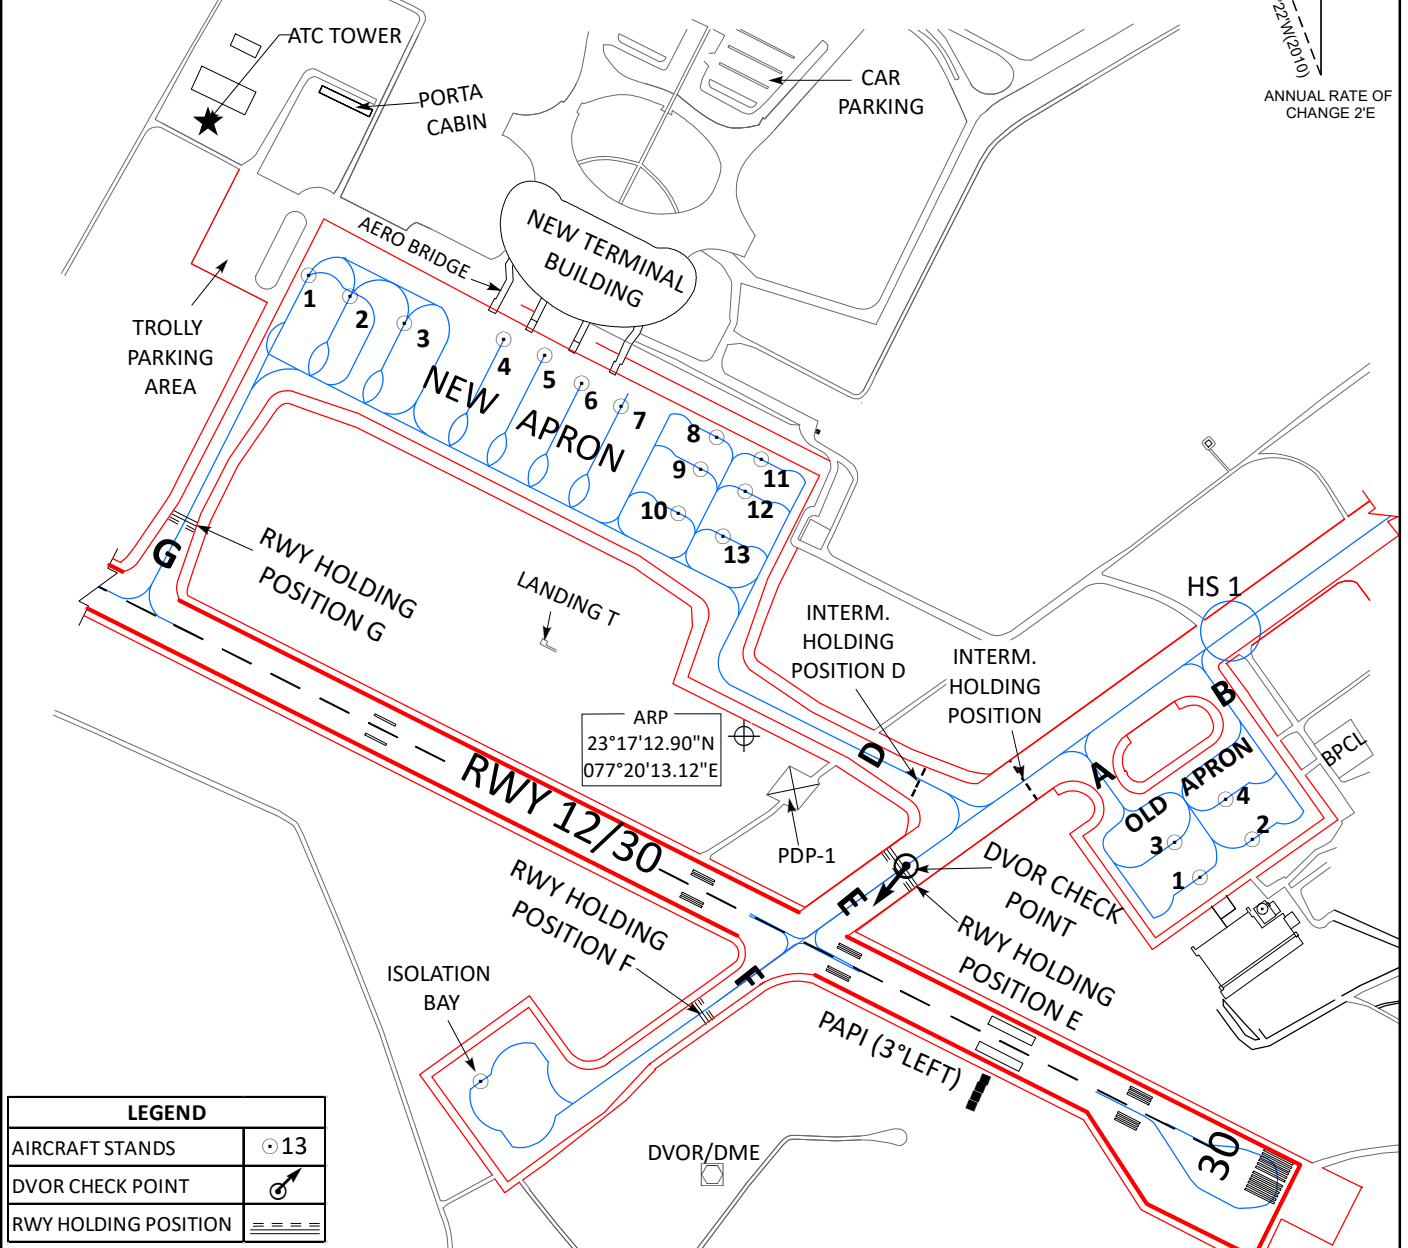 ATC TOWER
PORTA
CABIN
CAR
PARKING
22'W(2010)
ANNUAL RATE OF
CHANGE 2'E
AERO BRIDGE
NEW TERMINAL
BUILDING
TROLLY
PARKING
AREA
1
2
3
4
5
6
7
8
9
10
11
12
13
NEW APRON
G
RWY HOLDING
POSITION G
LANDING T
INTERM.
HOLDING
POSITION D
INTERM.
HOLDING
POSITION
HS 1
ARP
23°17'12.90"N
077°20'13.12"E
D
A
B
OLD APRON
BPCL
4
2
3
1
RWY 12/30
PDP-1
DVOR CHECK
POINT
E
RWY HOLDING
POSITION E
RWY HOLDING
POSITION F
F
ISOLATION
BAY
PAPI (3°LEFT)
DVOR/DME
30
LEGEND
AIRCRAFT STANDS
13
DVOR CHECK POINT
RWY HOLDING POSITION